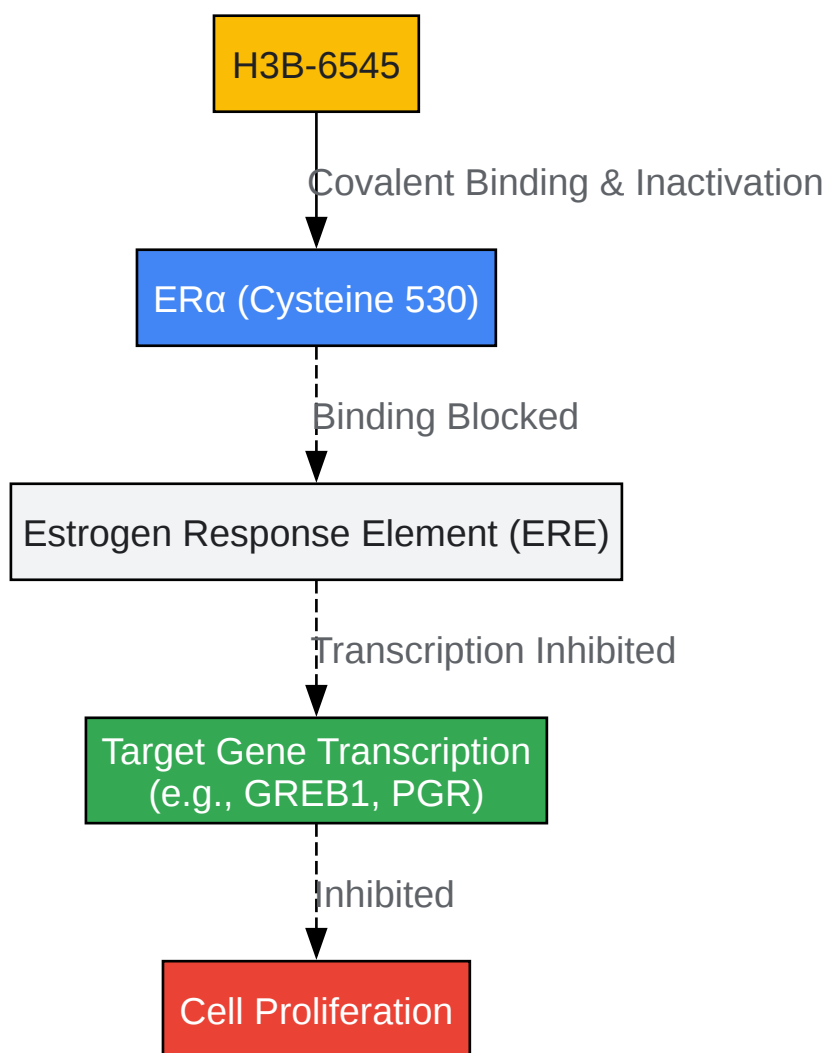 H3B-6545
Covalent Binding & Inactivation
ERα (Cysteine 530)
Binding Blocked
Estrogen Response Element (ERE)
Transcription Inhibited
Target Gene Transcription
(e.g., GREB1, PGR)
Inhibited
Cell Proliferation